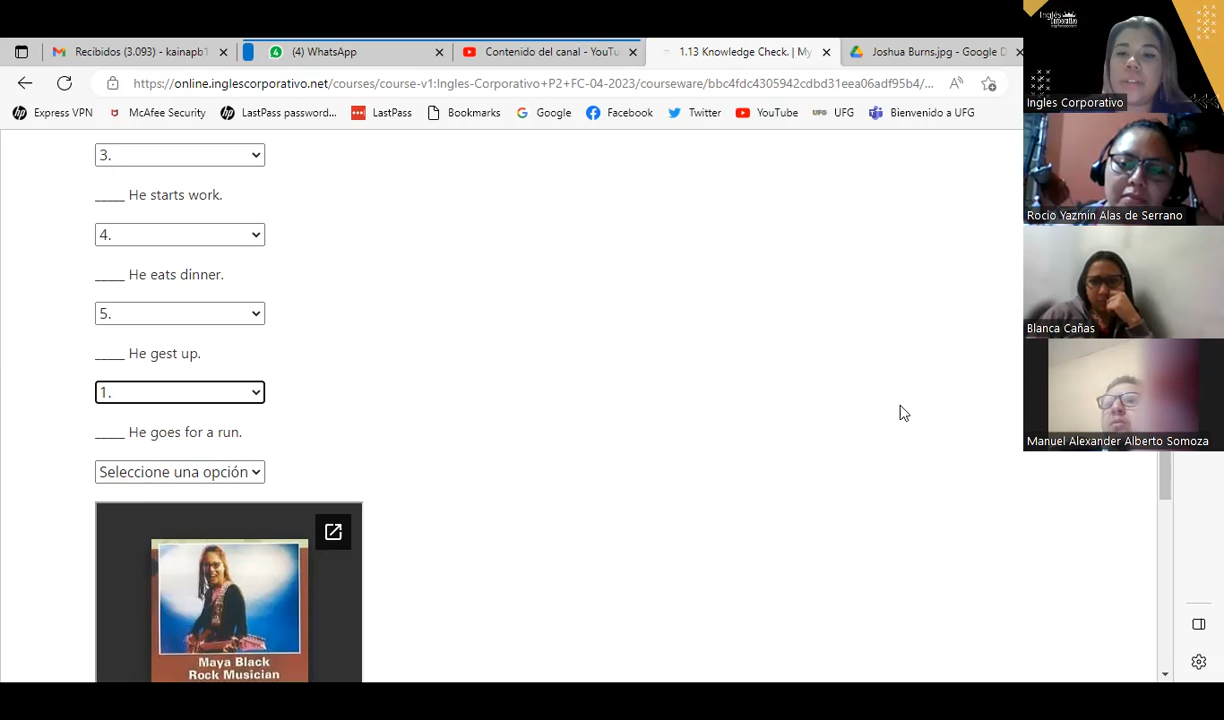 Recibidos (3.093) - kainapb1
(4) WhatsApp
Contenido del canal - YouTu
1.13 Knowledge Check. | My
Joshua Burns.jpg - Google D
https://online.inglescorporativo.net/courses/course-v1:Ingles-Corporativo+P2+FC-04-2023/courseware/bbc4fdc4305942cdbd31eea06adf95b4/...
Express VPN
McAfee Security
LastPass password...
LastPass
Bookmarks
Google
Facebook
Twitter
YouTube
UFG
Bienvenido a UFG
3.
_____ He starts work.
4.
_____ He eats dinner.
5.
_____ He gest up.
1.
_____ He goes for a run.
Seleccione una opción
Maya Black
Rock Musician
Inglés
Corporativo
Ingles Corporativo
Rocio Yazmin Alas de Serrano
Blanca Cañas
Manuel Alexander Alberto Somoza